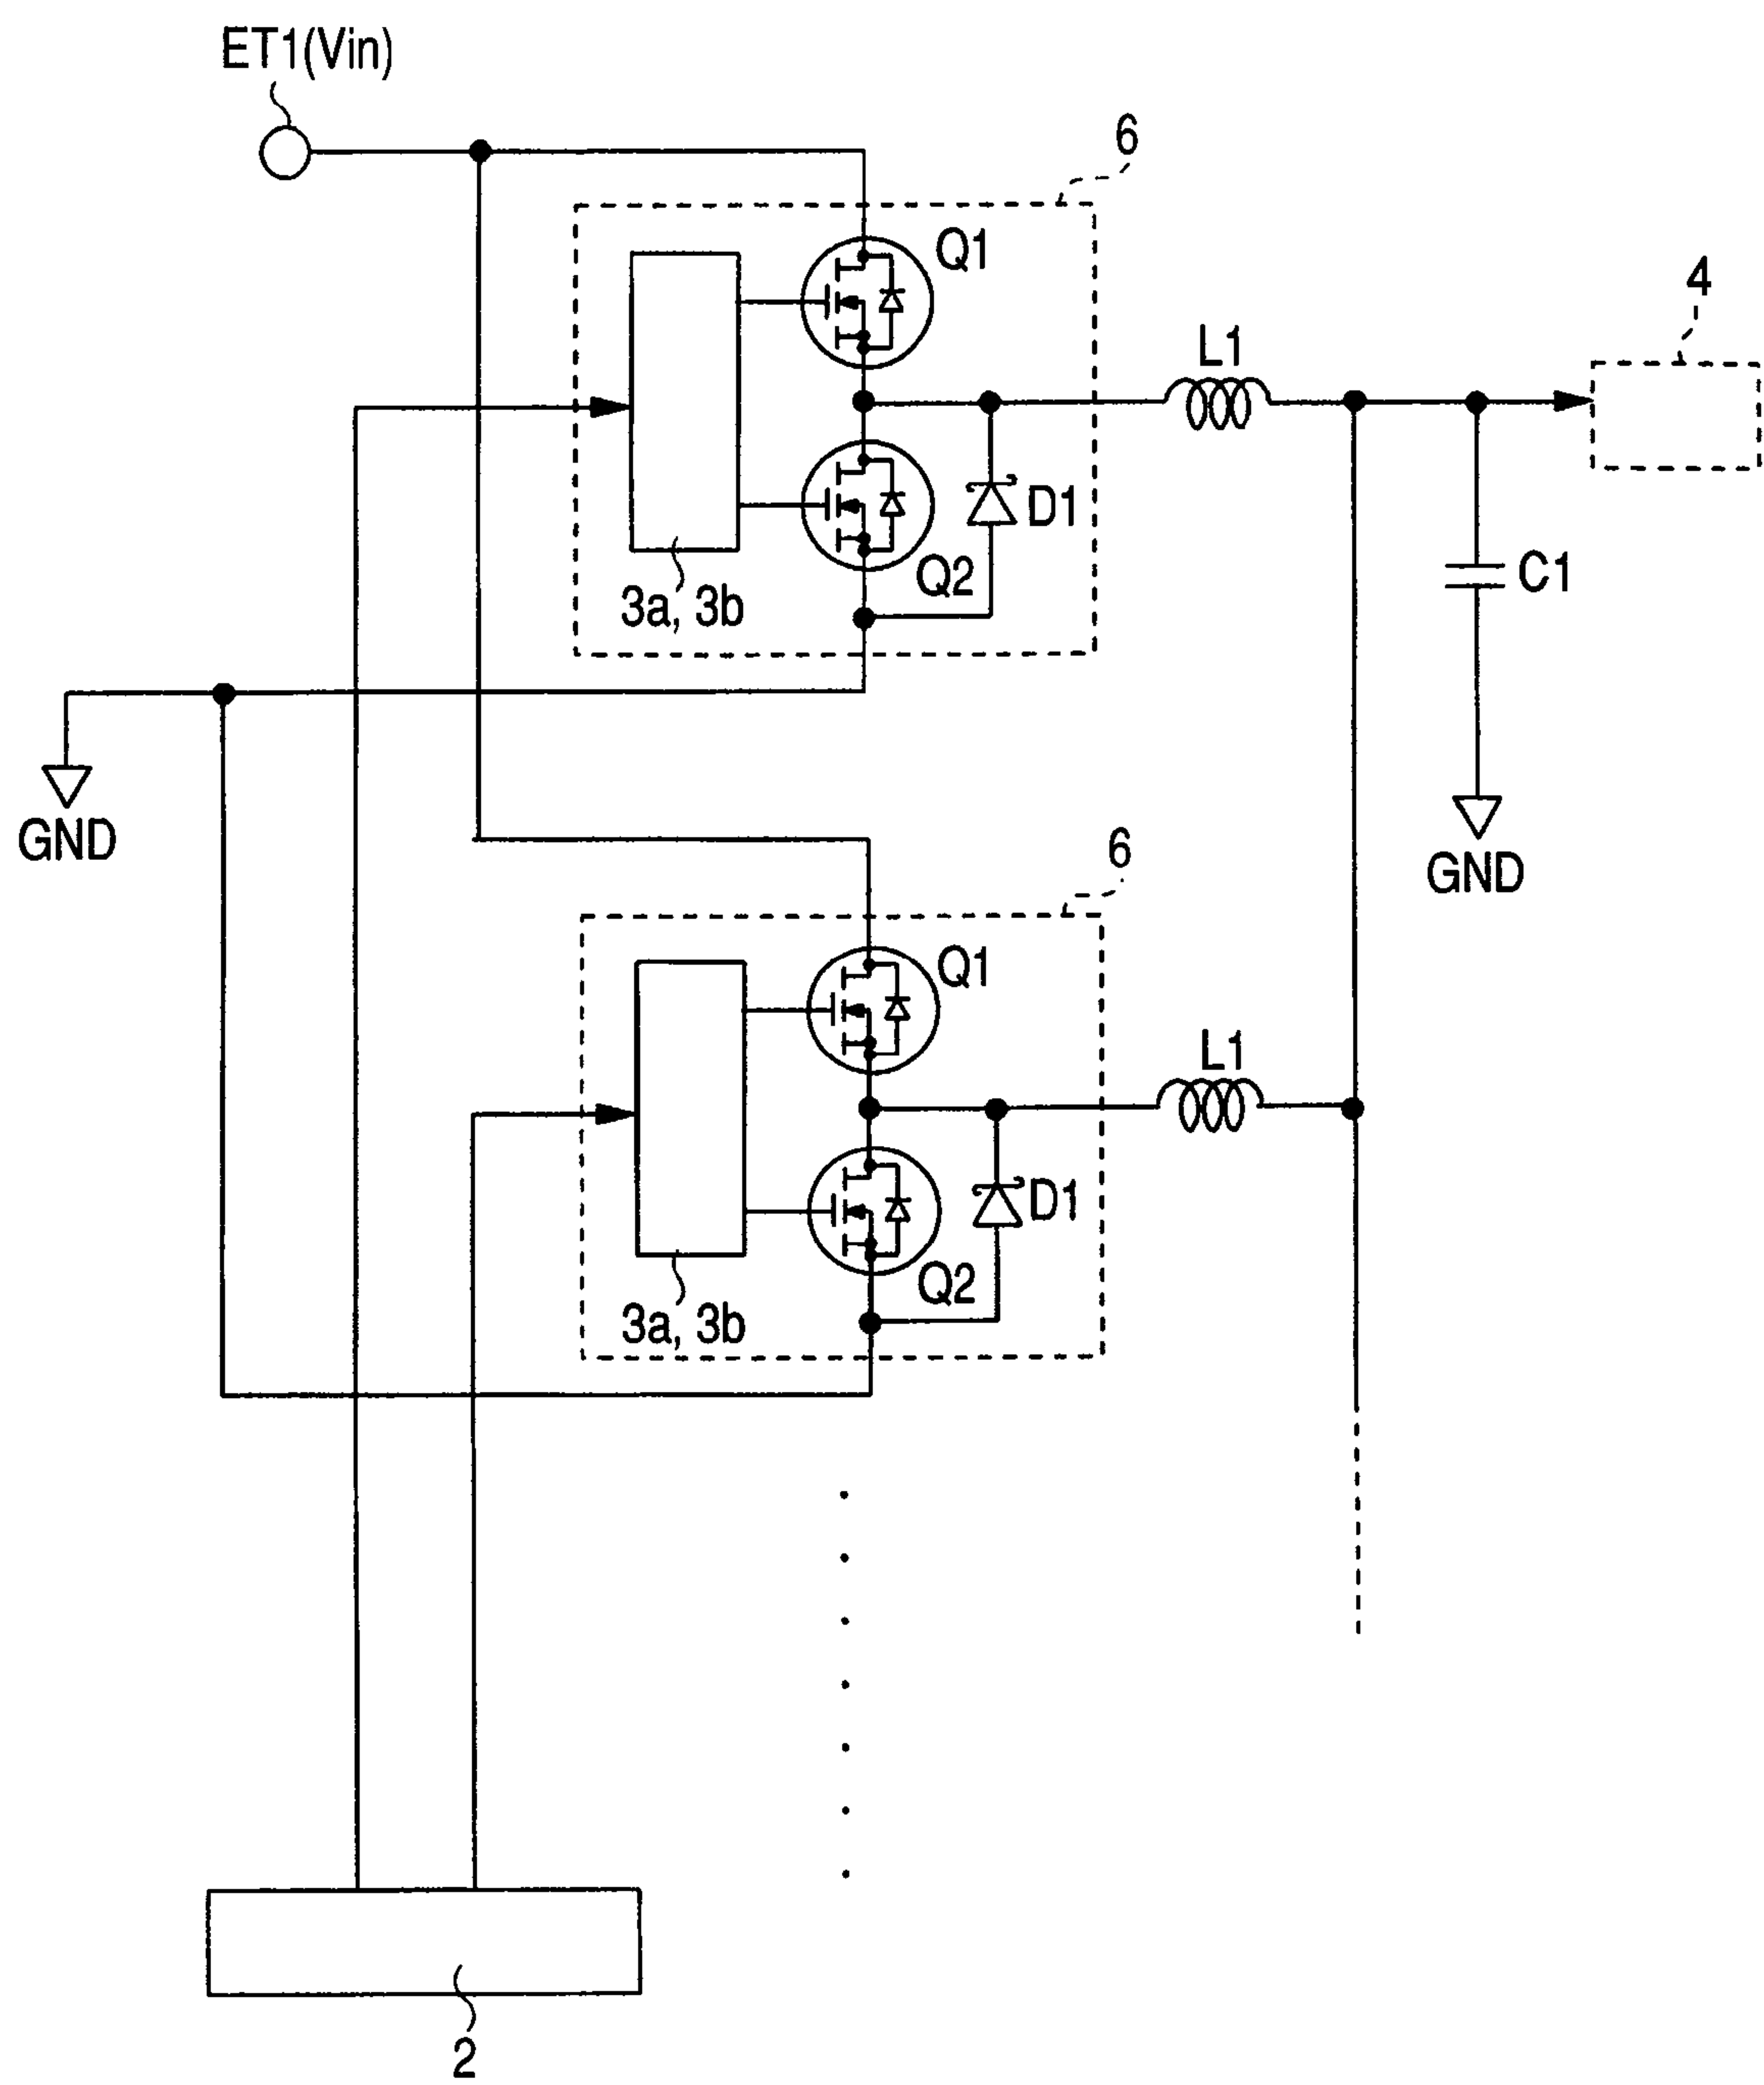 ET1(Vin)
6
Q1
4
L1
D1
Q2
C1
3a, 3b
GND
GND
6
Q1
L1
D1
Q2
3a, 3b
2